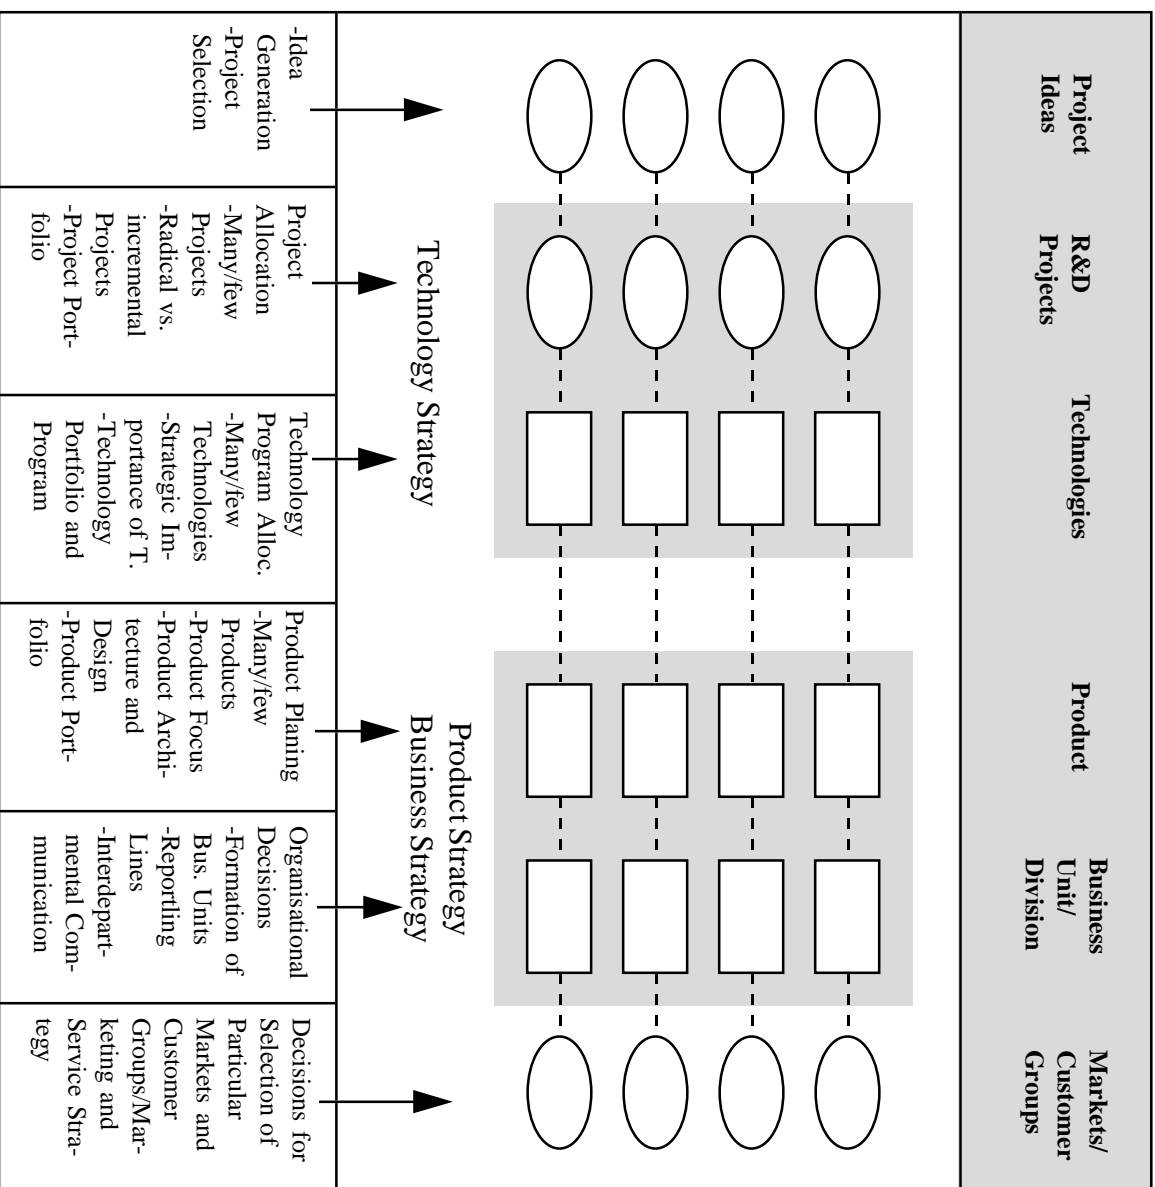 Project
Ideas
R&D
Projects
Technologies
Product
Business
Unit/
Division
Markets/
Customer
Groups
Technology Strategy
Product Strategy
Business Strategy
-Idea
Generation
-Project
Selection
Project
Allocation
-Many/few
Projects
-Radical vs.
incremental
Projects
-Project Port-
folio
Technology
Program Alloc.
-Many/few
Technologies
-Strategic Im-
portance of T.
-Technology
Portfolio and
Program
Product Planing
-Many/few
Products
-Product Focus
-Product Archi-
tecture and
Design
-Product Port-
folio
Organisational
Decisions
-Formation of
Bus. Units
-Reportling
Lines
-Interdepart-
mental Com-
munication
Decisions for
Selection of
Particular
Markets and
Customer
Groups/Mar-
keting and
Service Stra-
tegy